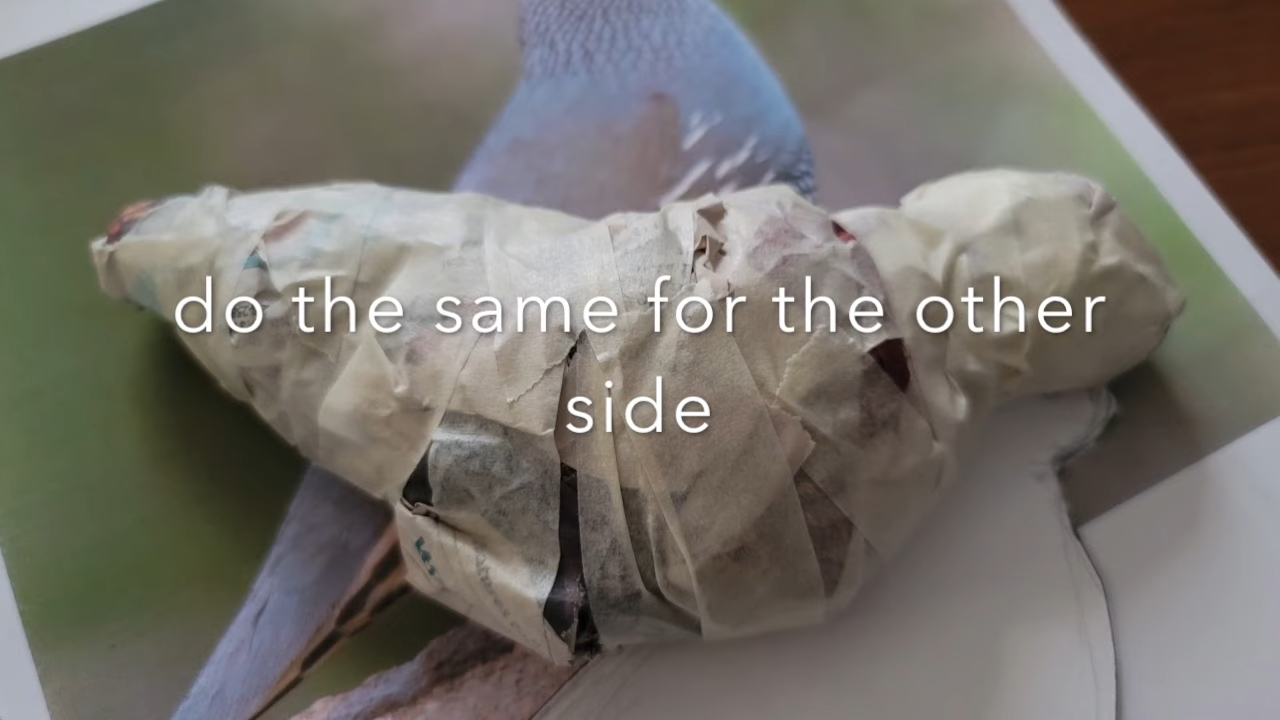 do the same for the other
side